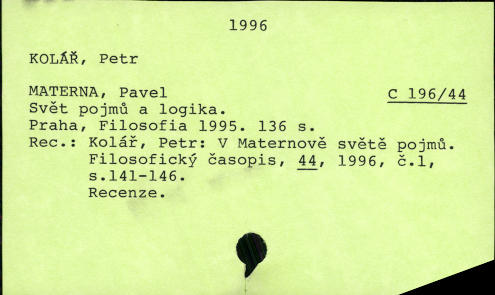 1996
KOLÁŘ, Petr
MATERNA, Pavel C 196/44
Svět pojmů a logika.
Praha, Filosofia 1995. 136 s.
Rec.: Kolář, Petr: V Maternově světě pojmů.
Filosofický časopis, 44, 1996, č.1,
s.141-146.
Recenze.